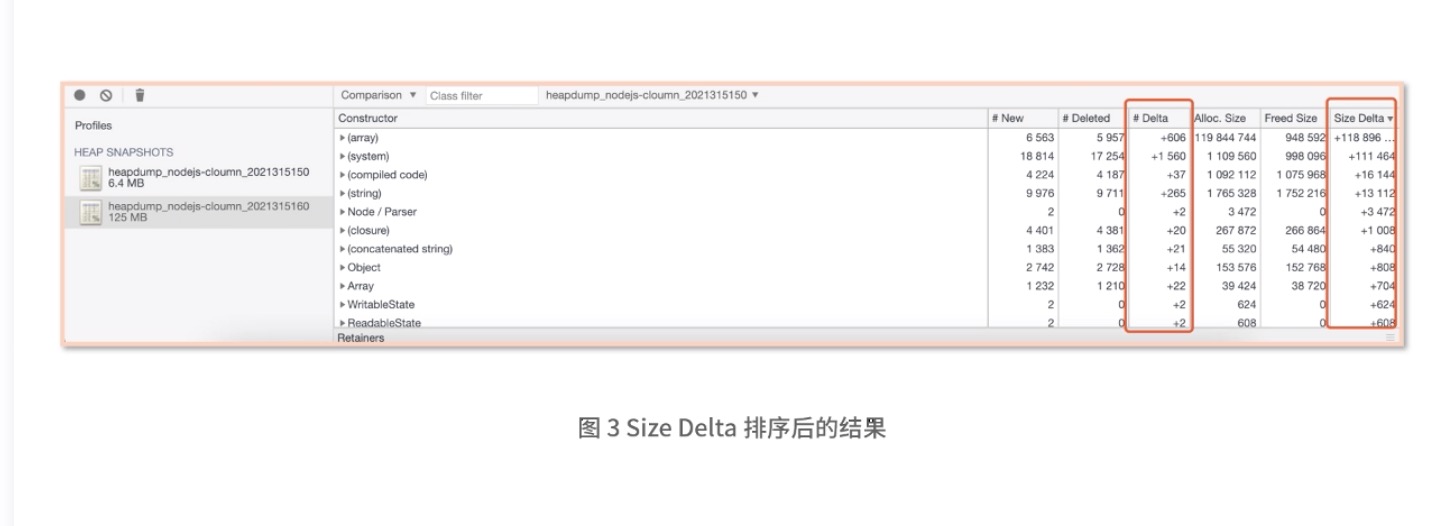 Comparison ▼ Class filter heapdump_nodejs-cloumn_2021315150 ▼
Profiles
HEAP SNAPSHOTS
heapdump_nodejs-cloumn_2021315150
6.4 MB
heapdump_nodejs-cloumn_2021315160
125 MB
Constructor # New # Deleted # Delta Alloc. Size Freed Size Size Delta ▼
▶(array) 6 563 5 957 +606 119 844 744 948 592 +118 896 ...
▶(system) 18 814 17 254 +1 560 1 109 560 998 096 +111 464
▶(compiled code) 4 224 4 187 +37 1 092 112 1 075 968 +16 144
▶(string) 9 976 9 711 +265 1 765 328 1 752 216 +13 112
▶Node / Parser 2 0 +2 3 472 0 +3 472
▶(closure) 4 401 4 381 +20 267 872 266 864 +1 008
▶(concatenated string) 1 383 1 362 +21 55 320 54 480 +840
▶Object 2 742 2 728 +14 153 576 152 768 +808
▶Array 1 232 1 210 +22 39 424 38 720 +704
▶WritableState 2 0 +2 624 0 +624
▶ReadableState 2 0 +2 608 0 +608
Retainers
图 3 Size Delta 排序后的结果